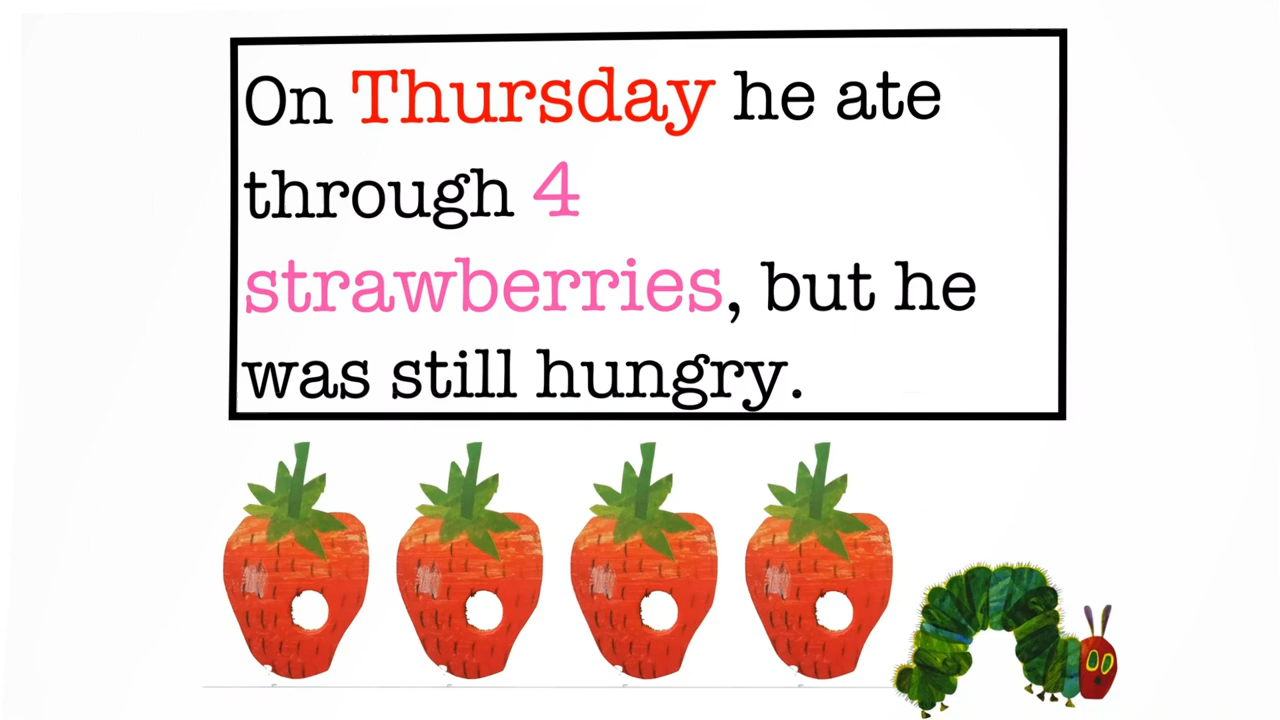 On Thursday he ate
through 4
strawberries, but he
was still hungry.